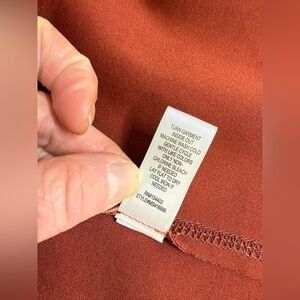 TURN GARMENT
INSIDE OUT
MACHINE WASH COLD
GENTLE CYCLE
WITH LIKE COLORS
ONLY NON-
CHLORINE BLEACH
IF NEEDED
LAY FLAT TO DRY
COOL IRON IF
NEEDED